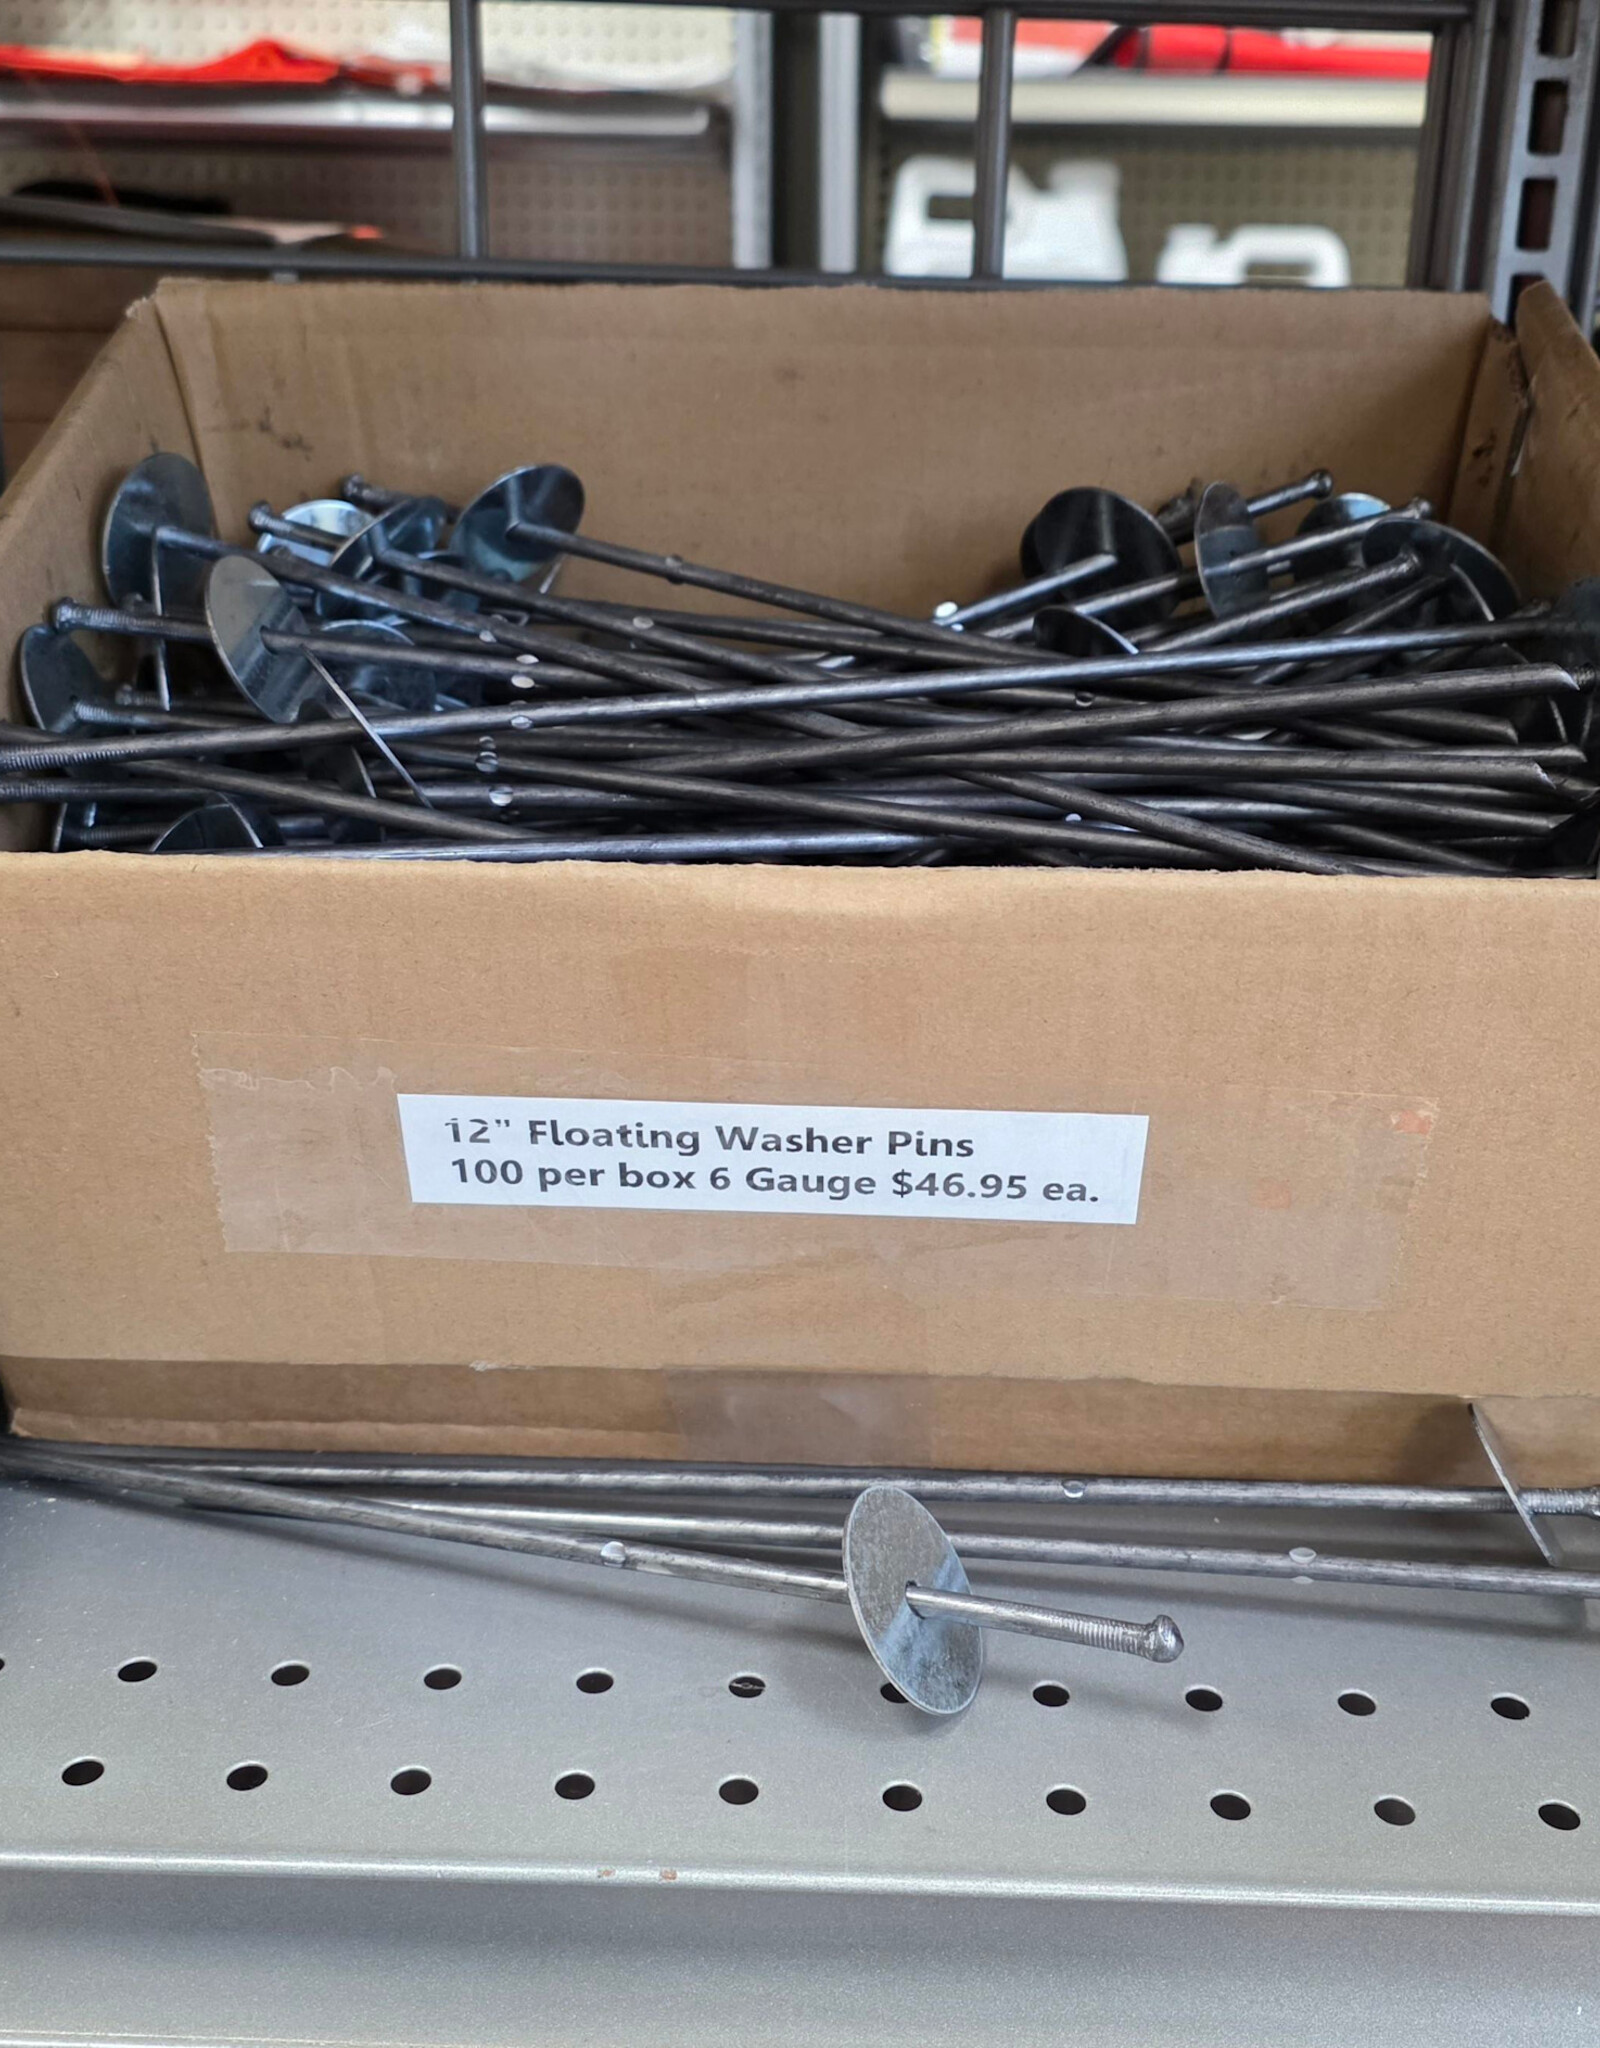 12" Floating Washer Pins
100 per box 6 Gauge $46.95 ea.